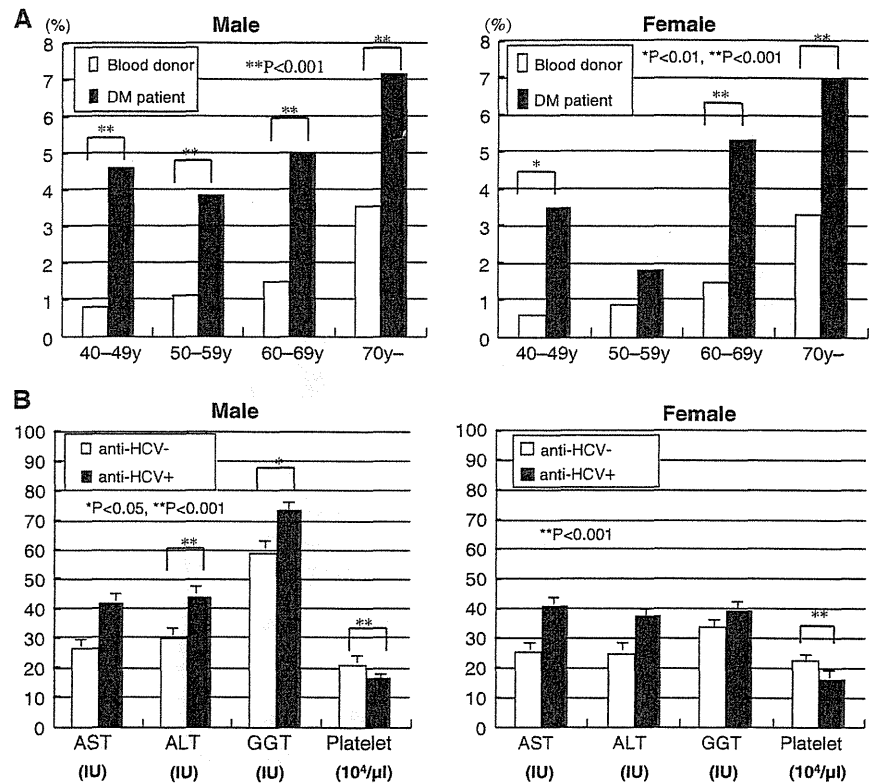 A
Male
(%)
8
7
6
5
4
3
2
1
0
Blood donor
DM patient
**P<0.001
**
**
**
**
40–49y 50–59y 60–69y 70y–
Female
(%)
8
7
6
5
4
3
2
1
0
Blood donor
DM patient
*P<0.01, **P<0.001
*
**
**
40–49y 50–59y 60–69y 70y–
B
Male
100
90
80
70
60
50
40
30
20
10
0
anti-HCV-
anti-HCV+
*P<0.05, **P<0.001
**
*
**
AST ALT GGT Platelet
(IU) (IU) (IU) (10⁴/µl)
Female
100
90
80
70
60
50
40
30
20
10
0
anti-HCV-
anti-HCV+
**P<0.001
**
AST ALT GGT Platelet
(IU) (IU) (IU) (10⁴/µl)